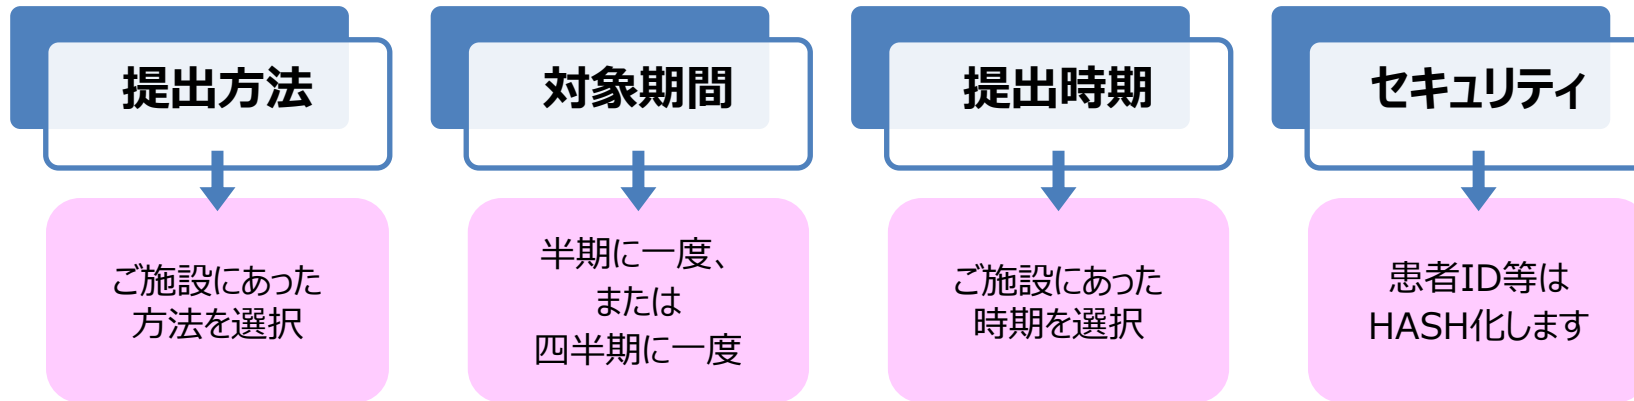 提出方法
ご施設にあった
方法を選択
対象期間
半期に一度、
または
四半期に一度
提出時期
ご施設にあった
時期を選択
セキュリティ
患者ID等は
HASH化します